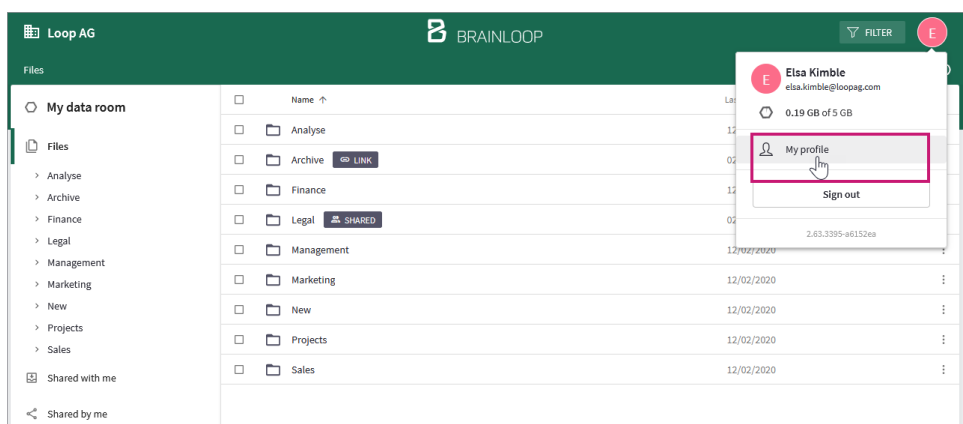 Loop AG
BRAINLOOP
FILTER
E
Files
Elsa Kimble
elsa.kimble@loopag.com
E
0.19 GB of 5 GB
My profile
Sign out
2.63.3395-a6152ea
My data room
Files
Analyse
Archive
Finance
Legal
Management
Marketing
New
Projects
Sales
Shared with me
Shared by me
Name ↑
Analyse
Archive LINK
Finance
Legal SHARED
Management 12/02/2020
Marketing 12/02/2020
New 12/02/2020
Projects 12/02/2020
Sales 12/02/2020